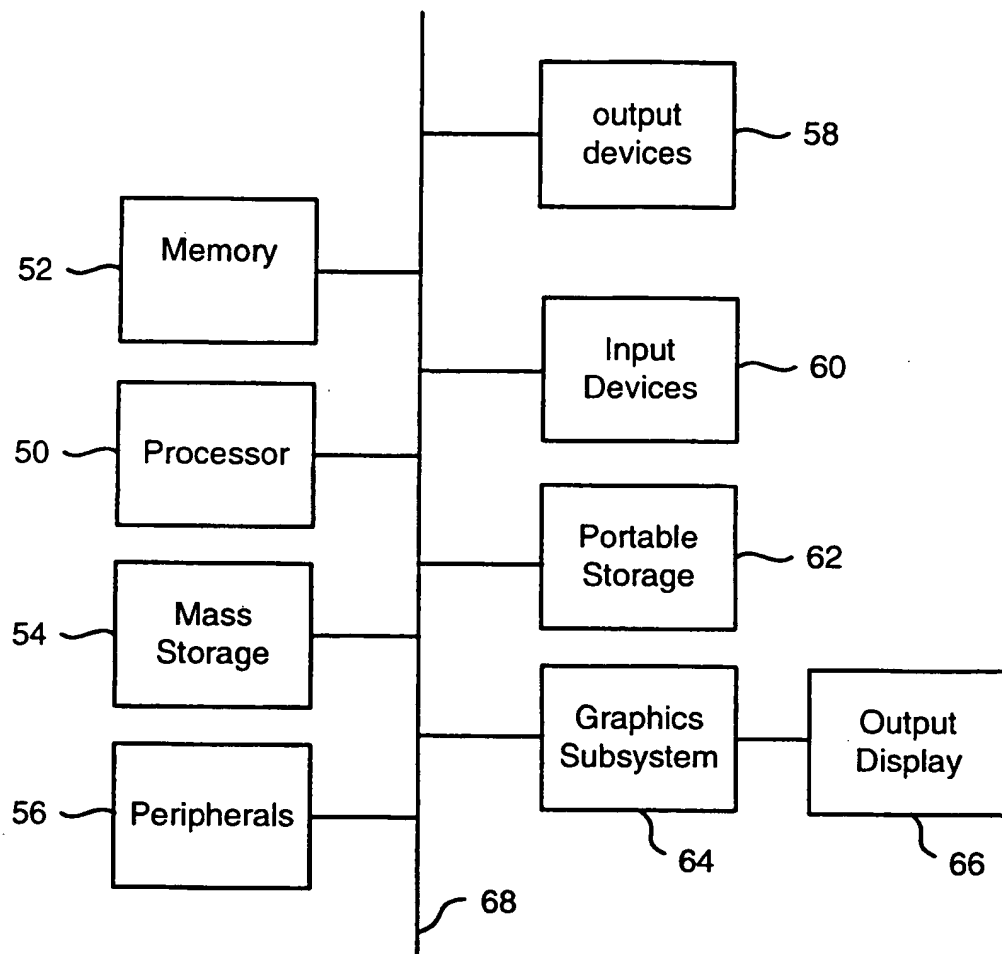 output
devices
58
Memory
52
Input
Devices
60
Processor
50
Portable
Storage
62
Mass
Storage
54
Graphics
Subsystem
64
Output
Display
66
Peripherals
56
68